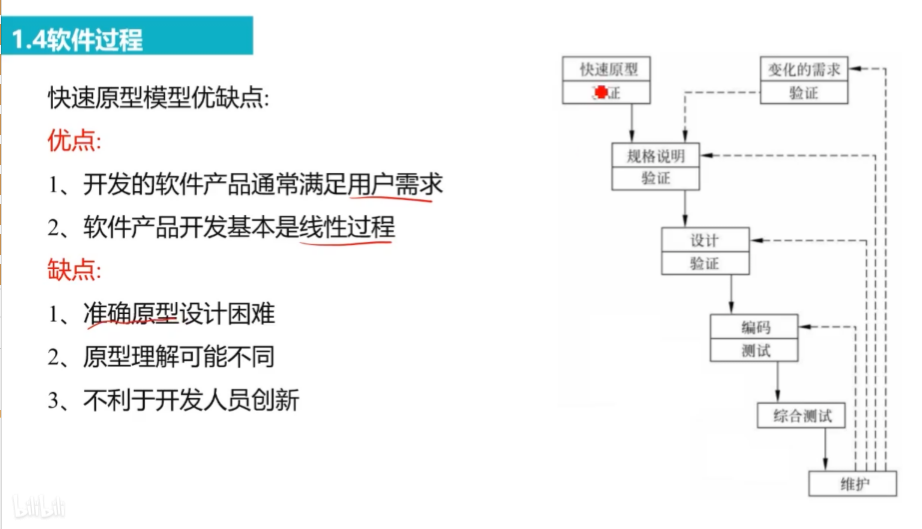 1.4软件过程
快速原型模型优缺点:
优点:
1、开发的软件产品通常满足用户需求
2、软件产品开发基本是线性过程
缺点:
1、准确原型设计困难
2、原型理解可能不同
3、不利于开发人员创新
快速原型
证
变化的需求
验证
规格说明
验证
设计
验证
编码
测试
综合测试
维护
bilibili